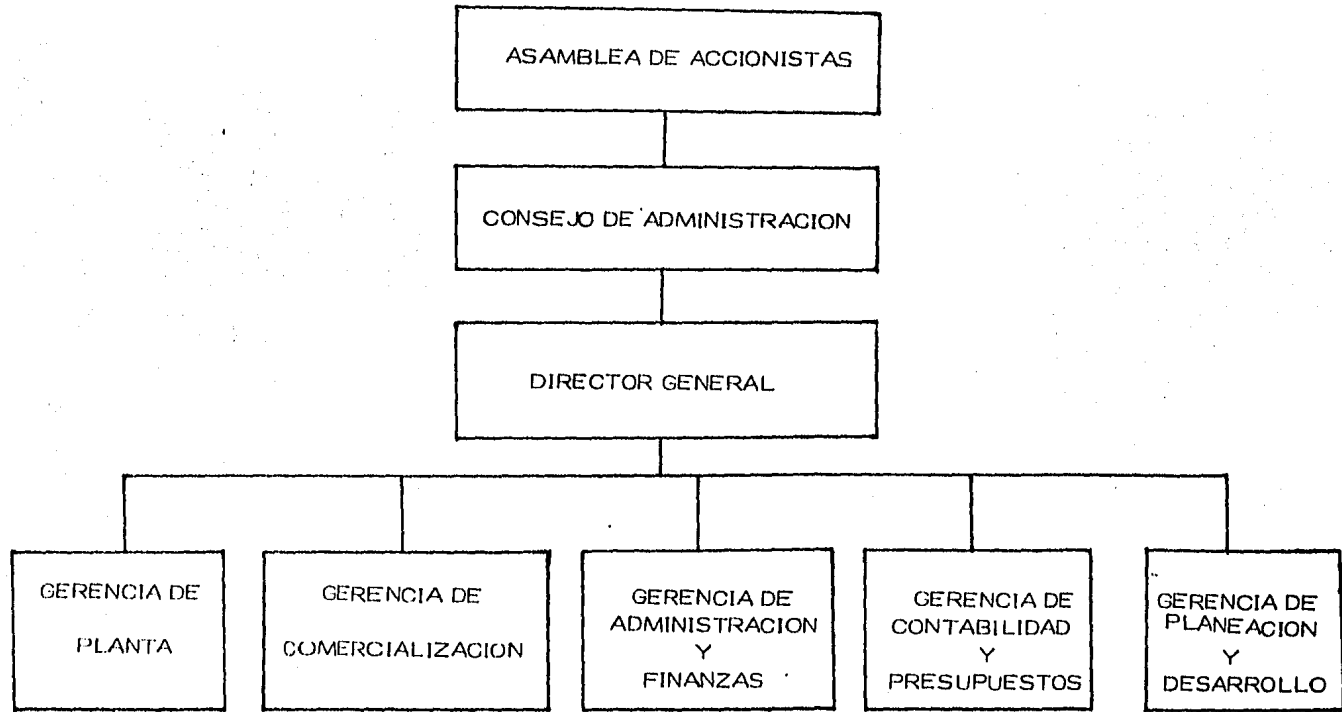 ASAMBLEA DE ACCIONISTAS
CONSEJO DE ADMINISTRACION
DIRECTOR GENERAL
GERENCIA DE
PLANTA
GERENCIA DE
COMERCIALIZACION
GERENCIA DE
ADMINISTRACION
Y
FINANZAS
GERENCIA DE
CONTABILIDAD
Y
PRESUPUESTOS
GERENCIA DE
PLANEACION
Y
DESARROLLO